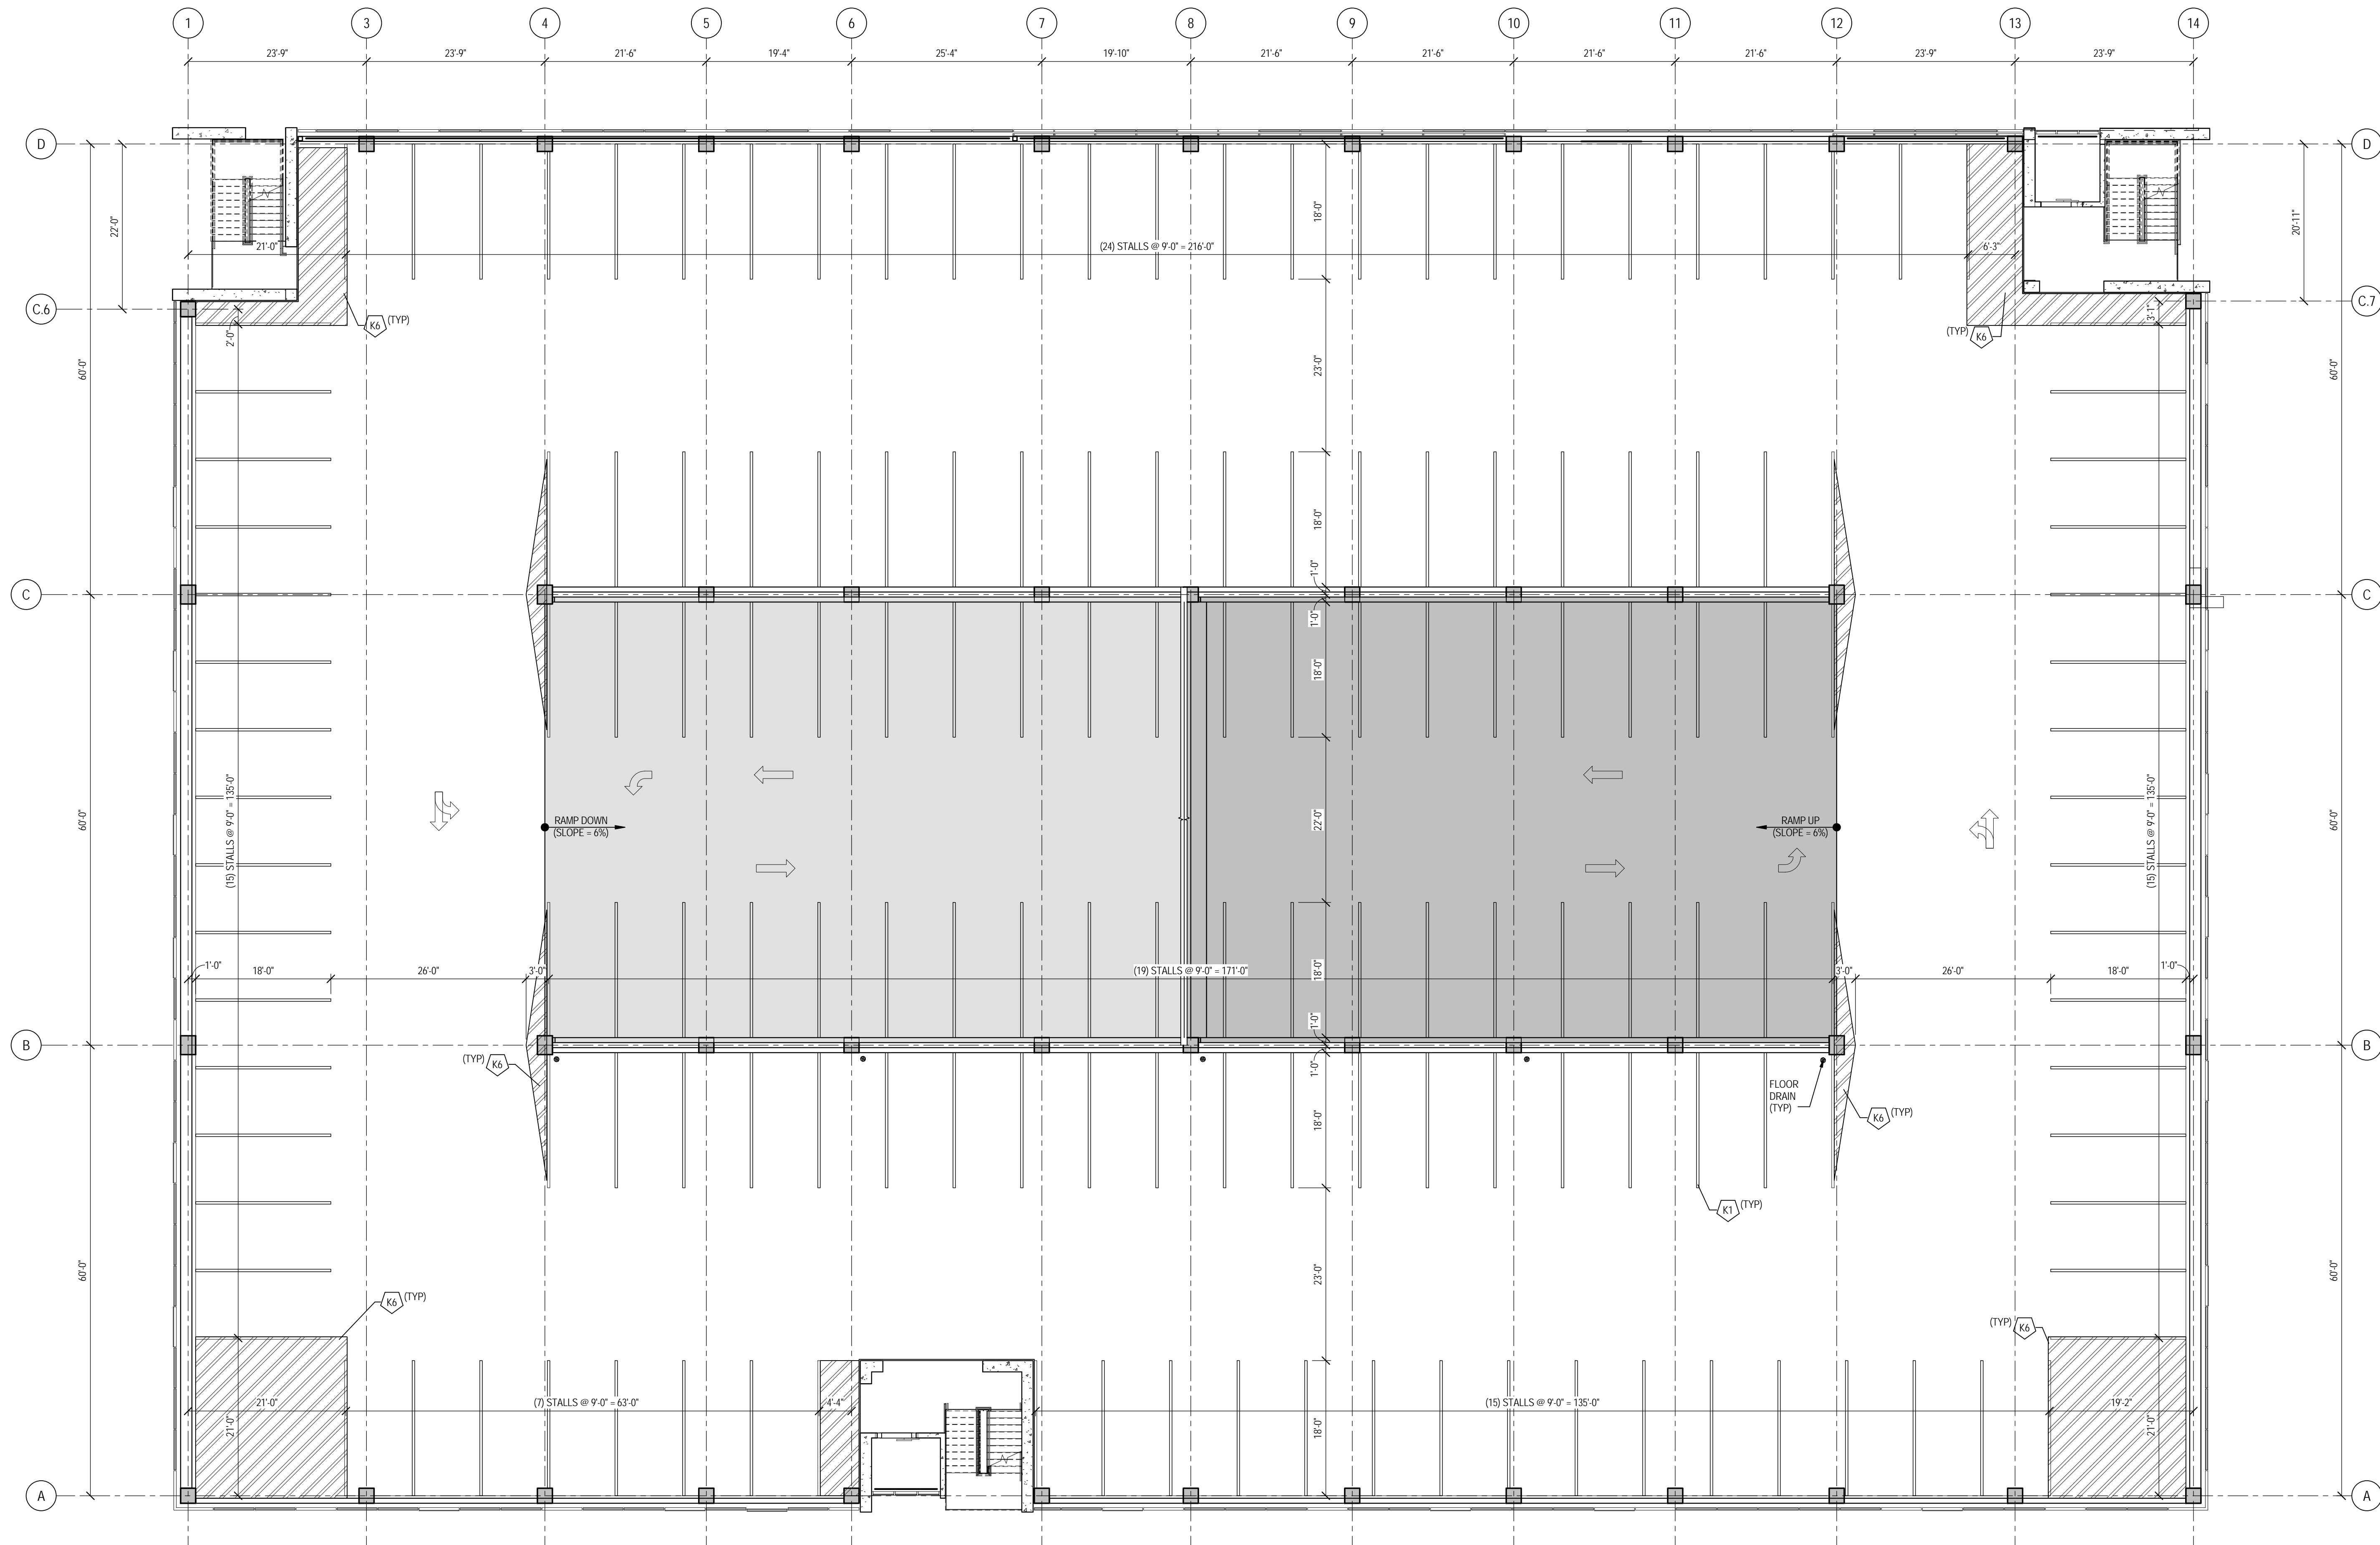 1 3 4 5 6 7 8 9 10 11 12 13 14
23'-9" 23'-9" 21'-6" 19'-4" 25'-4" 19'-10" 21'-6" 21'-6" 21'-6" 21'-6" 23'-9" 23'-9"
D
D
22'-0"
18'-0"
20'-11"
21'-0"
(24) STALLS @ 9'-0" = 216'-0"
6'-3"
C.6
C.7
K6 (TYP)
2'-0"
3'-1"
(TYP) K6
60'-0"
23'-0"
60'-0"
18'-0"
1'-0"
C
C
1'-0"
18'-0"
(15) STALLS @ 9'-0" = 135'-0"
60'-0"
RAMP DOWN
(SLOPE = 6%)
22'-0"
RAMP UP
(SLOPE = 6%)
(15) STALLS @ 9'-0" = 135'-0"
60'-0"
1'-0"
18'-0"
26'-0"
3'-0"
(19) STALLS @ 9'-0" = 171'-0"
18'-0"
3'-0"
26'-0"
18'-0"
1'-0"
1'-0"
B
B
(TYP) K6
1'-0"
FLOOR
DRAIN
(TYP)
K6 (TYP)
18'-0"
K1 (TYP)
60'-0"
23'-0"
60'-0"
K6 (TYP)
(TYP) K6
21'-0"
(7) STALLS @ 9'-0" = 63'-0"
4'-4"
(15) STALLS @ 9'-0" = 135'-0"
19'-2"
21'-0"
18'-0"
21'-0"
A
A